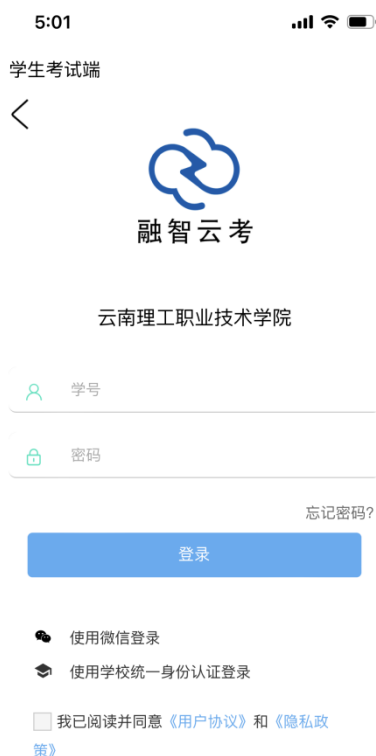 5:01
学生考试端
融智云考
云南理工职业技术学院
学号
密码
忘记密码?
登录
使用微信登录
使用学校统一身份认证登录
我已阅读并同意《用户协议》和《隐私政
策》